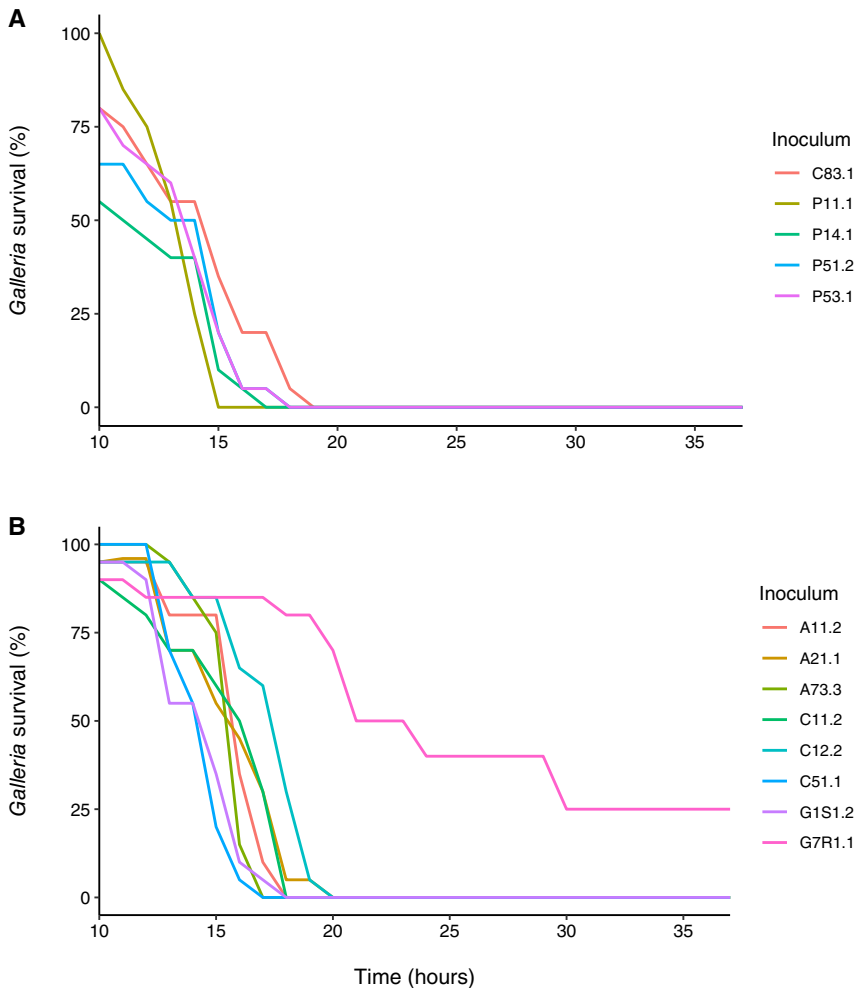 A
Galleria survival (%)
100
75
50
25
0
10 15 20 25 30 35
Inoculum
C83.1
P11.1
P14.1
P51.2
P53.1
B
Galleria survival (%)
100
75
50
25
0
10 15 20 25 30 35
Time (hours)
Inoculum
A11.2
A21.1
A73.3
C11.2
C12.2
C51.1
G1S1.2
G7R1.1